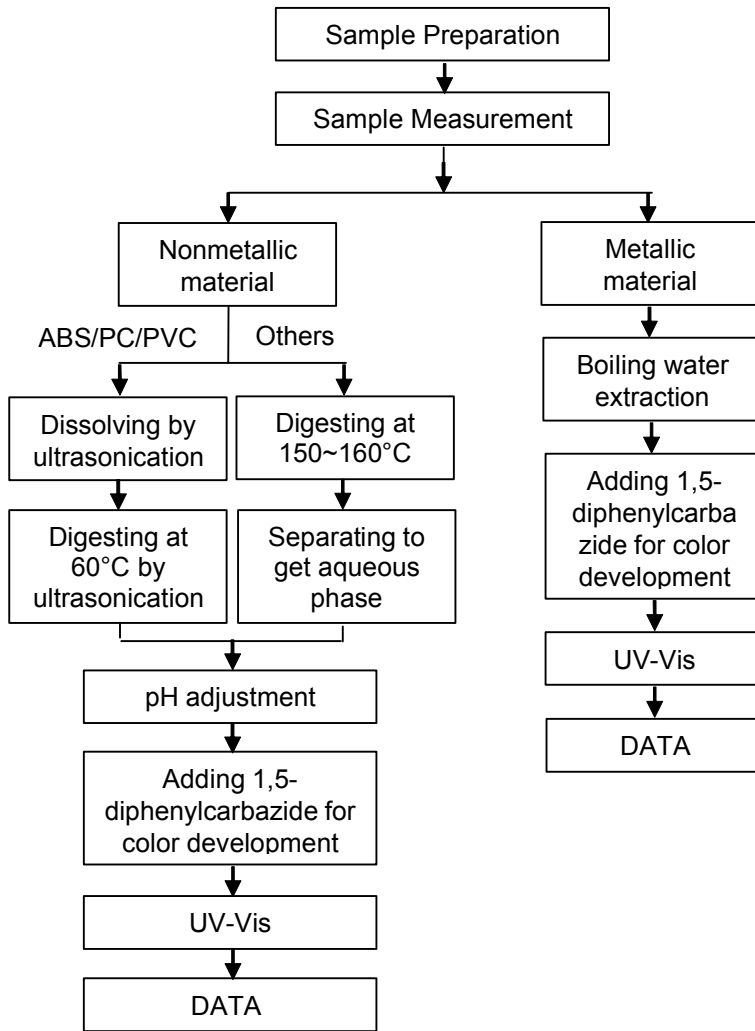 Sample Preparation
Sample Measurement
Nonmetallic
material
Metallic
material
ABS/PC/PVC
Others
Boiling water
extraction
Dissolving by
ultrasonication
Digesting at
150~160°C
Adding 1,5-
diphenylcarba
zide for color
development
Digesting at
60°C by
ultrasonication
Separating to
get aqueous
phase
UV-Vis
pH adjustment
DATA
Adding 1,5-
diphenylcarbazide for
color development
UV-Vis
DATA